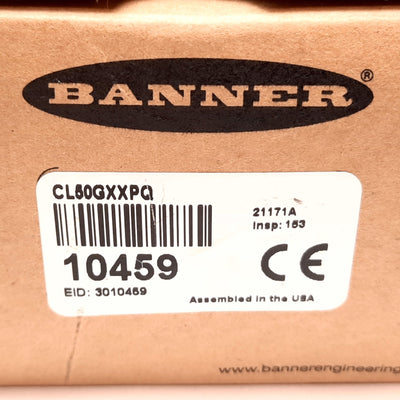 BANNER®
CL50GXXPQ
21171A
Insp: 153
10459
CE
EID: 3010459
Assembled in the USA
www.bannerengineering